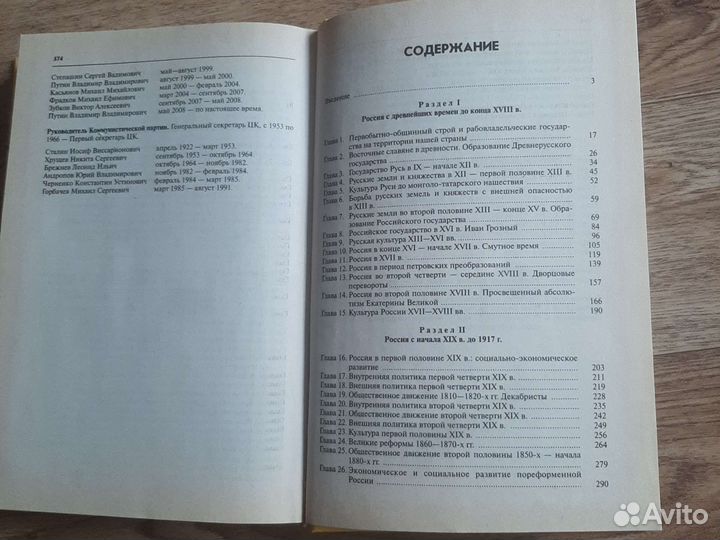 574
Степашин Сергей Вадимович май—август 1999.
Путин Владимир Владимирович август 1999 — май 2000.
Касьянов Михаил Михайлович май 2000 — февраль 2004.
Фрадков Михаил Ефимович март 2004 — сентябрь 2007.
Зубков Виктор Алексеевич сентябрь 2007 — май 2008.
Путин Владимир Владимирович май 2008 — по настоящее время.
Руководитель Коммунистической партии. Генеральный секретарь ЦК, с 1953 по
1966 — Первый секретарь ЦК.
Сталин Иосиф Виссарионович апрель 1922 — март 1953.
Хрущев Никита Сергеевич сентябрь 1953 — октябрь 1964.
Брежнев Леонид Ильич октябрь 1964 — ноябрь 1982.
Андропов Юрий Владимирович ноябрь 1982 — февраль 1984.
Черненко Константин Устинович февраль 1984 — март 1985.
Горбачев Михаил Сергеевич март 1985 — август 1991.
СОДЕРЖАНИЕ
Введение 3
Раздел I
Россия с древнейших времен до конца XVIII в.
Глава 1. Первобытно-общинный строй и рабовладельческие государства
на территории нашей страны 17
Глава 2. Восточные славяне в древности. Образование Древнерусского
государства 26
Глава 3. Государство Русь в IX — начале XII в. 34
Глава 4. Русские земли и княжества в XII — первой половине XIII в. 45
Глава 5. Культура Руси до монголо-татарского нашествия 52
Глава 6. Борьба русских земель и княжеств с внешней опасностью
в XIII в. 59
Глава 7. Русские земли во второй половине XIII — конце XV в. Образование
Российского государства 69
Глава 8. Российское государство в XVI в. Иван Грозный 84
Глава 9. Русская культура XIII—XVI вв. 96
Глава 10. Россия в конце XVI — начале XVII в. Смутное время 105
Глава 11. Россия в XVII в. 119
Глава 12. Россия в период петровских преобразований 139
Глава 13. Россия во второй четверти — середине XVIII в. Дворцовые
перевороты 157
Глава 14. Россия во второй половине XVIII в. Просвещенный абсолютизм
Екатерины Великой 166
Глава 15. Культура России XVII—XVIII вв. 190
Раздел II
Россия с начала XIX в. до 1917 г.
Глава 16. Россия в первой половине XIX в.: социально-экономическое
развитие 203
Глава 17. Внутренняя политика первой четверти XIX в. 211
Глава 18. Внешняя политика первой четверти XIX в. 219
Глава 19. Общественное движение 1810—1820-х гг. Декабристы 228
Глава 20. Внутренняя политика второй четверти XIX в. 235
Глава 21. Общественное движение второй четверти XIX в. 242
Глава 22. Внешняя политика второй четверти XIX в. 249
Глава 23. Культура первой половины XIX в. 256
Глава 24. Великие реформы 1860—1870-х гг. 264
Глава 25. Общественное движение второй половины 1850-х — начала
1880-х гг. 279
Глава 26. Экономическое и социальное развитие пореформенной
России 290
Avito